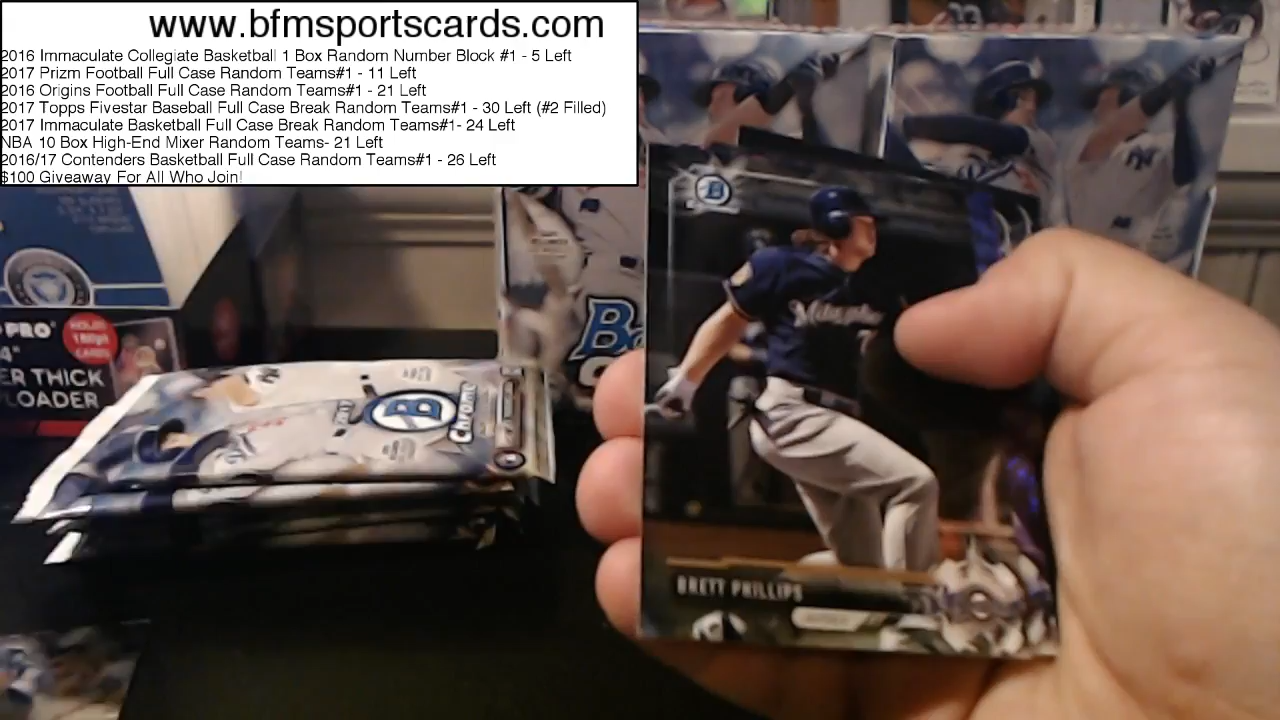 www.bfmsportscards.com
2016 Immaculate Collegiate Basketball 1 Box Random Number Block #1 - 5 Left
2017 Prizm Football Full Case Random Teams#1 - 11 Left
2016 Origins Football Full Case Random Teams#1 - 21 Left
2017 Topps Fivestar Baseball Full Case Break Random Teams#1 - 30 Left (#2 Filled)
2017 Immaculate Basketball Full Case Break Random Teams#1- 24 Left
NBA 10 Box High-End Mixer Random Teams- 21 Left
2016/17 Contenders Basketball Full Case Random Teams#1 - 26 Left
$100 Giveaway For All Who Join!
PRO
HOLDS
180pt
CARDS
ER THICK
LOADER
B
Chrome
B
B
BRETT PHILLIPS